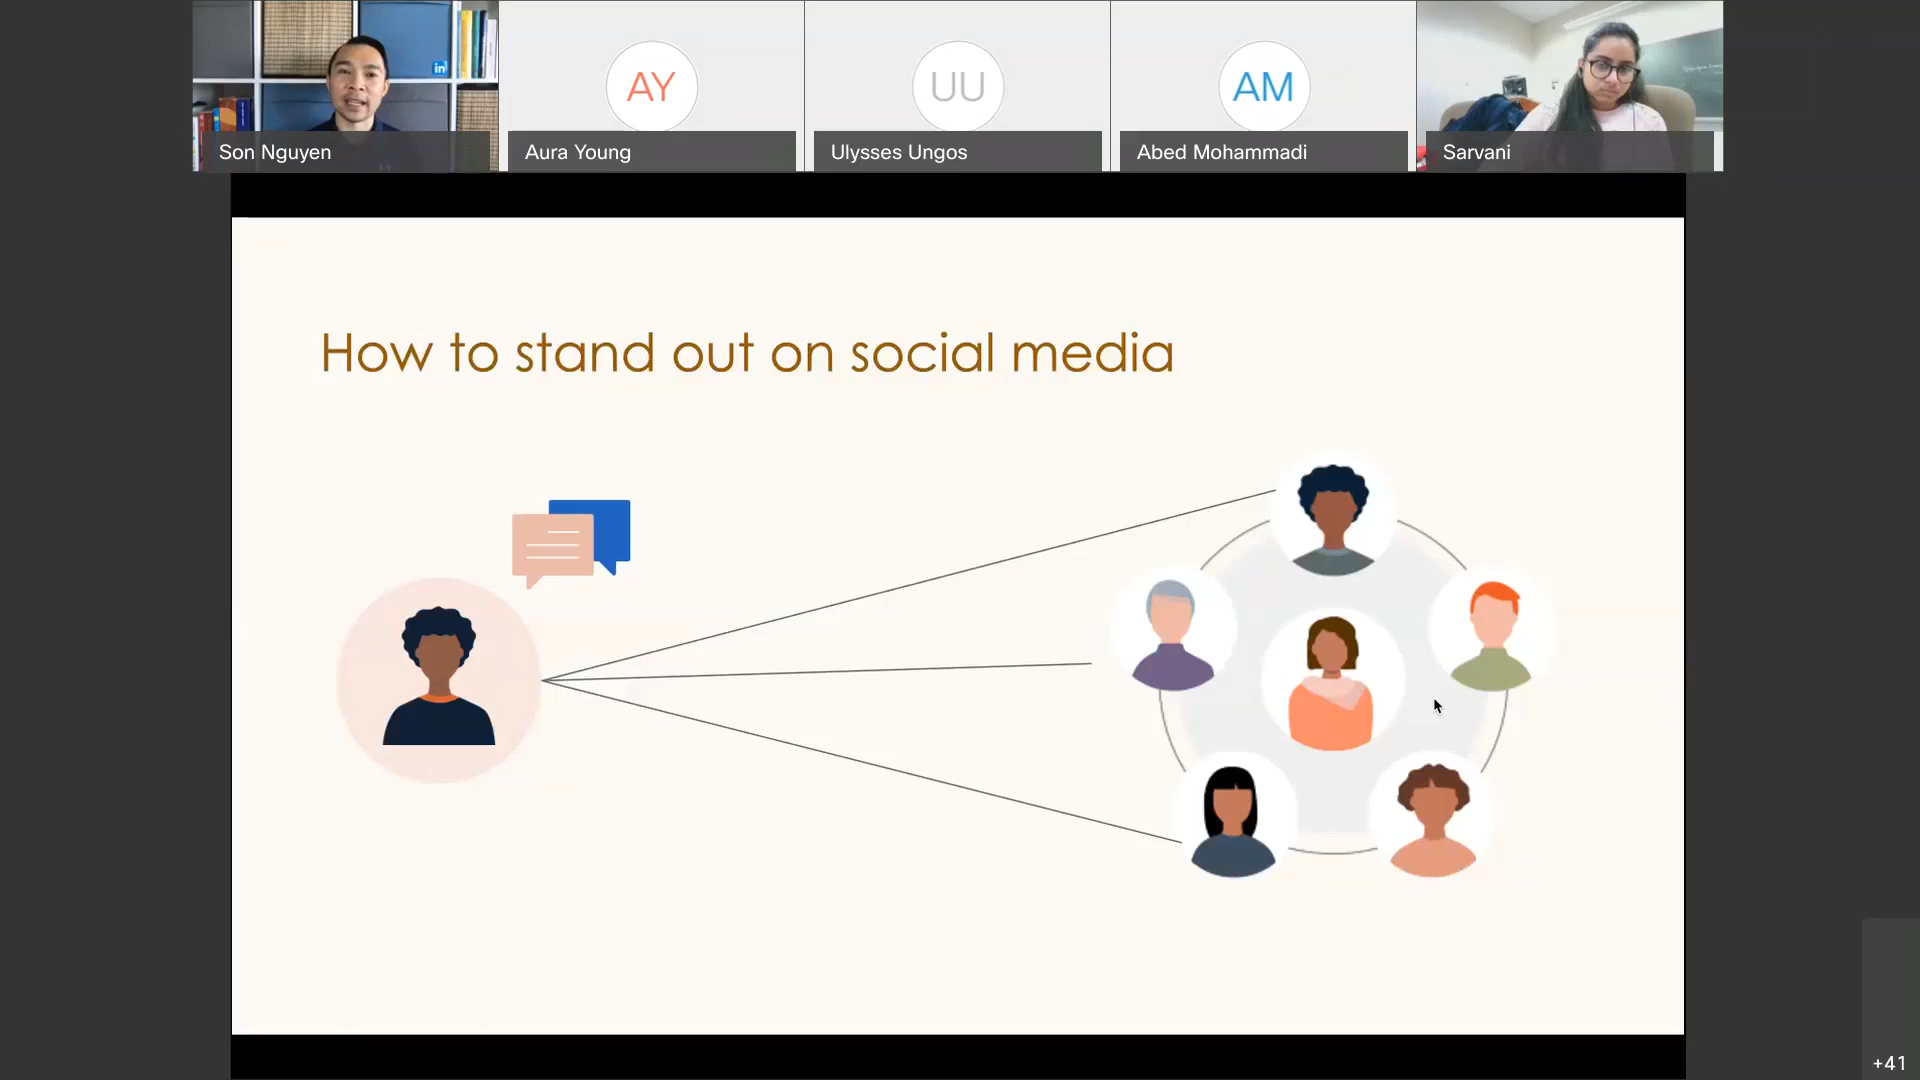 in
AY
UU
AM
Son Nguyen
Aura Young
Ulysses Ungos
Abed Mohammadi
Sarvani
How to stand out on social media
+41